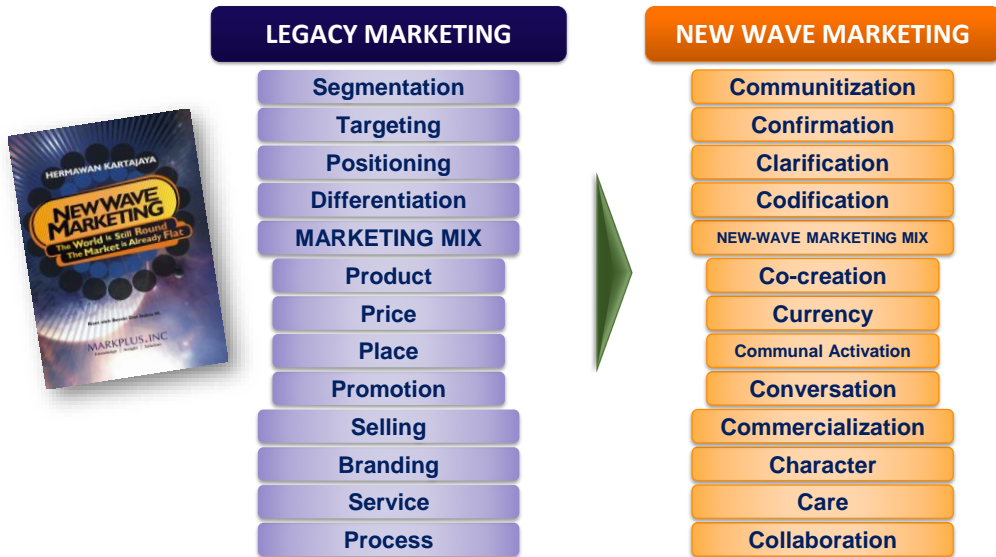 LEGACY MARKETING
Segmentation
Targeting
Positioning
Differentiation
MARKETING MIX
Product
Price
Place
Promotion
Selling
Branding
Service
Process
NEW WAVE MARKETING
Communitization
Confirmation
Clarification
Codification
NEW-WAVE MARKETING MIX
Co-creation
Currency
Communal Activation
Conversation
Commercialization
Character
Care
Collaboration
HERMAWAN KARTAJAYA
NEW WAVE
MARKETING
The World is Still Round
The Market is Already Flat
MARKPLUS.INC